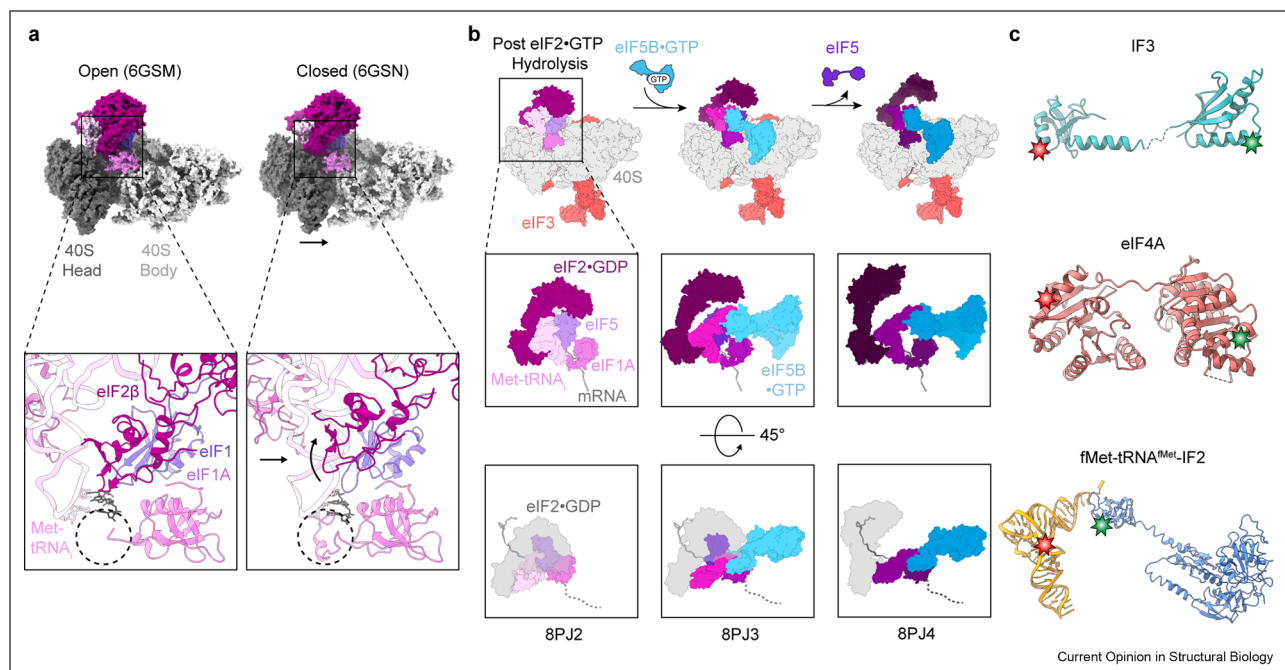 a
Open (6GSM)
Closed (6GSN)
40S
Head
40S
Body
eIF2β
eIF1
eIF1A
Met-
tRNAi
b
Post eIF2•GTP
Hydrolysis
eIF5B•GTP
GTP
eIF5
40S
eIF3
eIF2•GDP
eIF5
eIF1A
Met-tRNAi
mRNA
eIF5B
•GTP
45°
eIF2•GDP
8PJ2
8PJ3
8PJ4
c
IF3
eIF4A
fMet-tRNAfMet-IF2
Current Opinion in Structural Biology